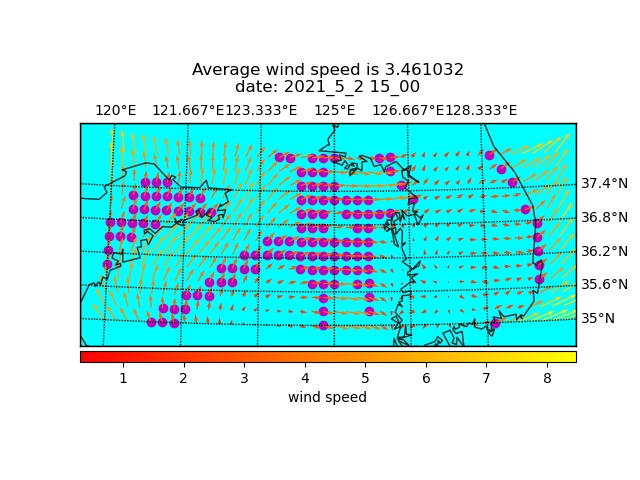 Average wind speed is 3.461032
date: 2021_5_2 15_00
120°E 121.667°E 123.333°E 125°E 126.667°E 128.333°E
37.4°N
36.8°N
36.2°N
35.6°N
35°N
1 2 3 4 5 6 7 8
wind speed